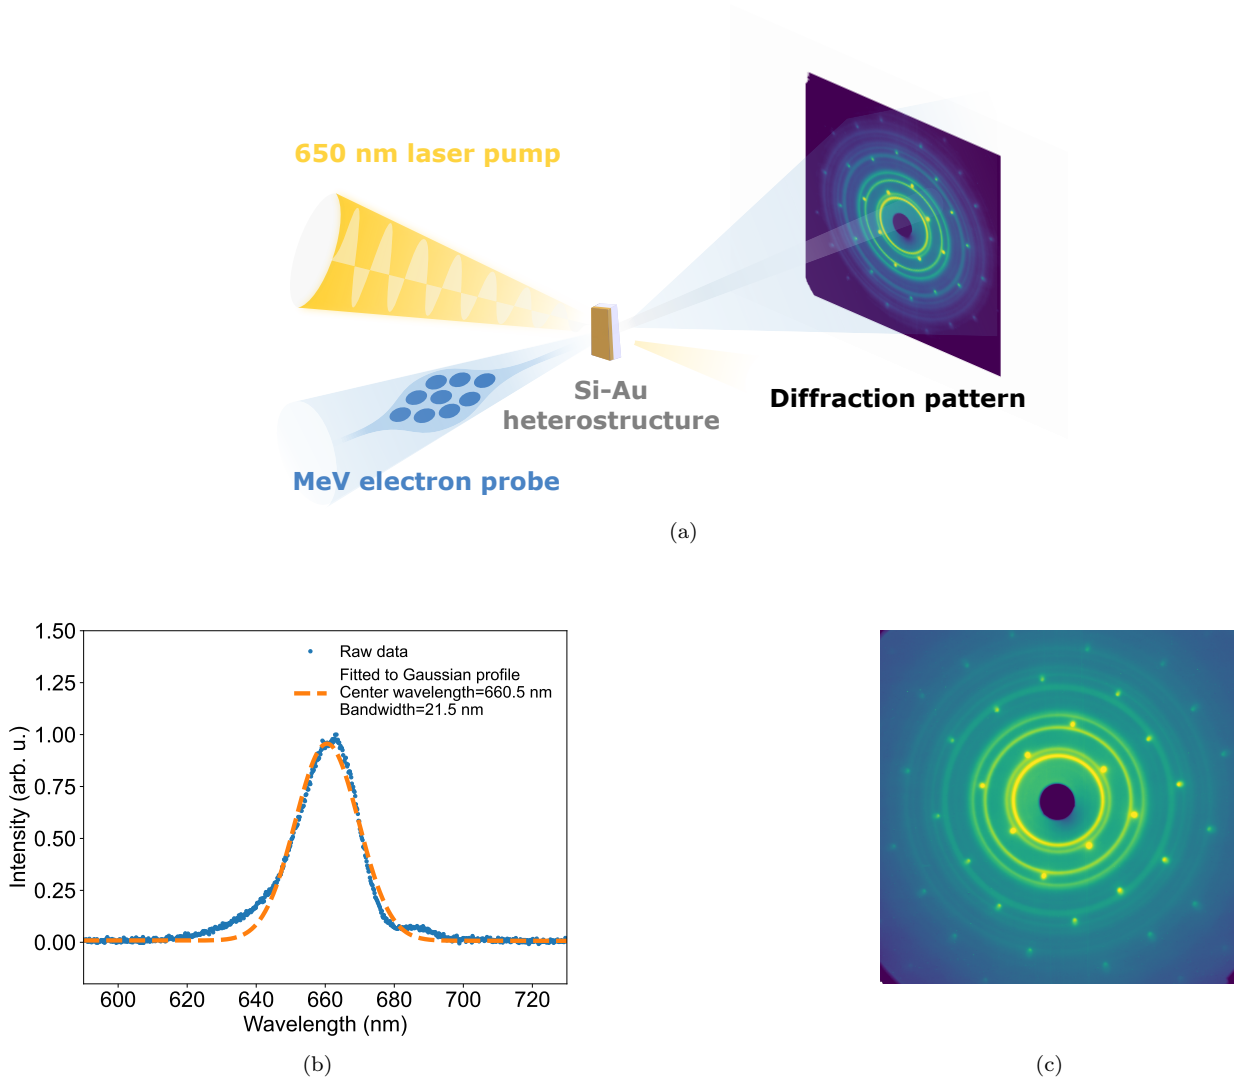 650 nm laser pump
Si-Au
heterostructure
Diffraction pattern
MeV electron probe
(a)
1.50
1.25
1.00
0.75
0.50
0.25
0.00
Intensity (arb. u.)
Raw data
Fitted to Gaussian profile
Center wavelength=660.5 nm
Bandwidth=21.5 nm
600 620 640 660 680 700 720
Wavelength (nm)
(b)
(c)